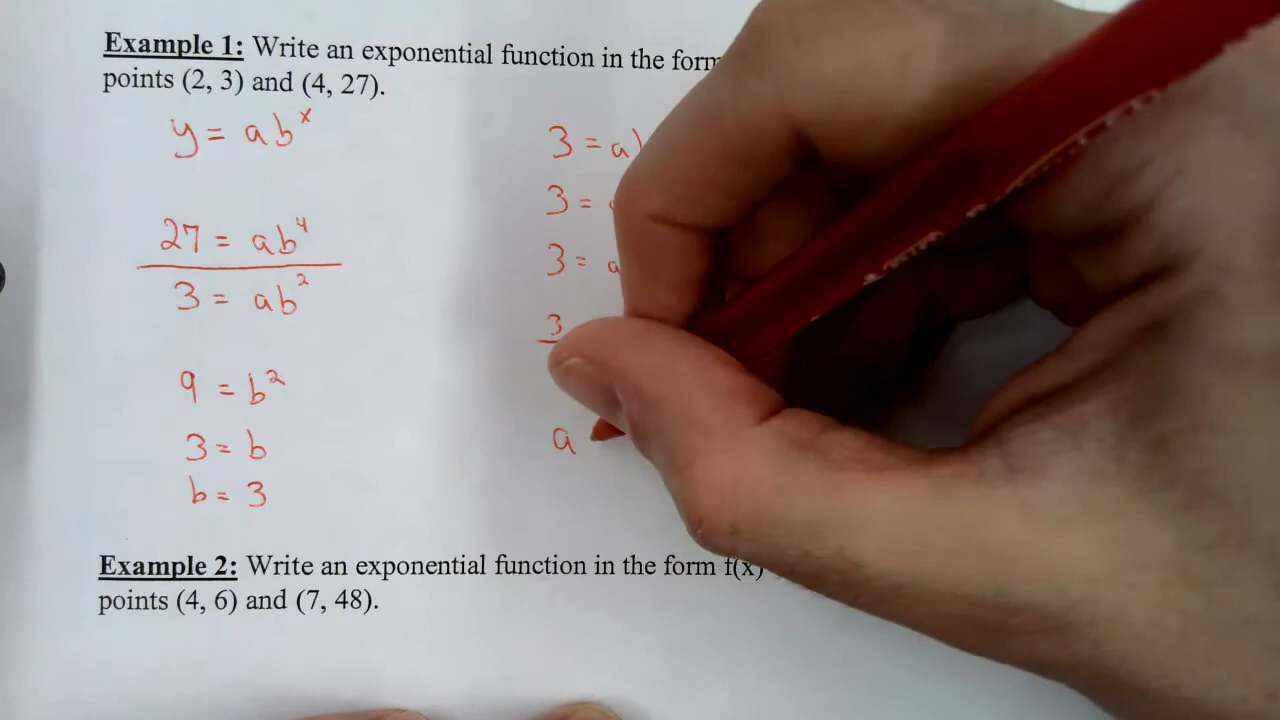 Example 1: Write an exponential function in the form
points (2, 3) and (4, 27).
y = ab^x
27 = ab^4
3 = ab^2
9 = b^2
3 = b
b = 3
3 = ab
3 =
3 = a
3
a
Example 2: Write an exponential function in the form f(x)
points (4, 6) and (7, 48).